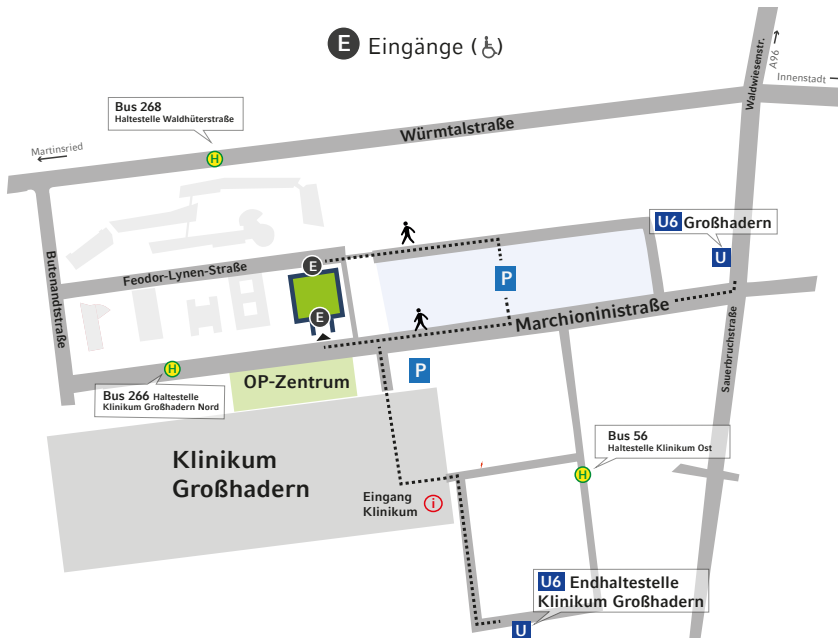 E Eingänge ( )
Waldwiesenstr.
A96
Innenstadt
Bus 268
Haltestelle Waldhüterstraße
Würmtalstraße
Martinsried
U6 Großhadern
U
E
Feodor-Lynen-Straße
Butenandtstraße
P
E
Marchioninistraße
Sauerbruchstraße
H
H
Bus 266 Haltestelle
Klinikum Großhadern Nord
OP-Zentrum
P
Klinikum
Großhadern
Bus 56
Haltestelle Klinikum Ost
H
Eingang
Klinikum
i
U6 Endhaltestelle
Klinikum Großhadern
U